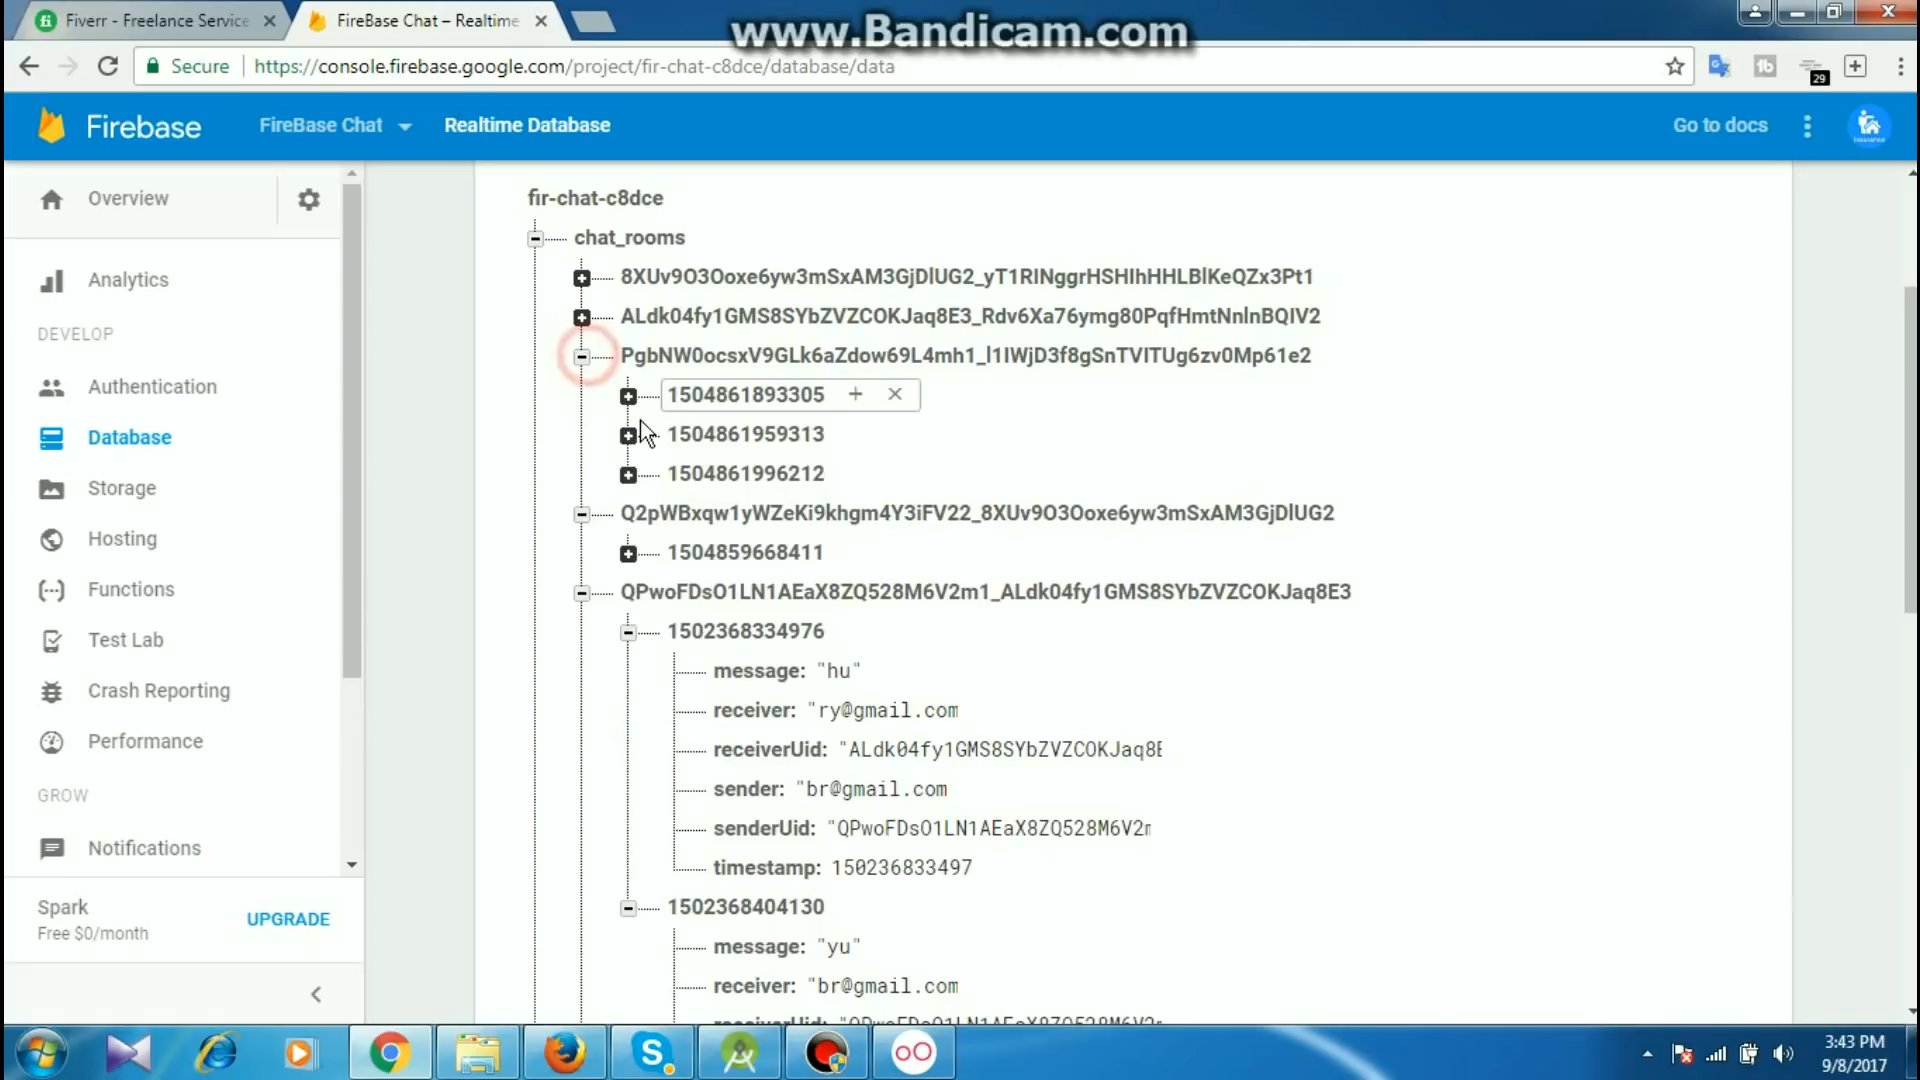 Fiverr - Freelance Service
FireBase Chat – Realtime
www.Bandicam.com
Secure
https://console.firebase.google.com/project/fir-chat-c8dce/database/data
29
Firebase
FireBase Chat
Realtime Database
Go to docs
Overview
Analytics
DEVELOP
Authentication
Database
Storage
Hosting
Functions
Test Lab
Crash Reporting
Performance
GROW
Notifications
Spark
Free $0/month
UPGRADE
fir-chat-c8dce
chat_rooms
8XUv9O3Ooxe6yw3mSxAM3GjDlUG2_yT1RINggrHSHIhHHLBlKeQZx3Pt1
ALdk04fy1GMS8SYbZVZCOKJaq8E3_Rdv6Xa76ymg80PqfHmtNnlnBQIV2
PgbNW0ocsxV9GLk6aZdow69L4mh1_l1IWjD3f8gSnTVITUg6zv0Mp61e2
1504861893305
1504861959313
1504861996212
Q2pWBxqw1yWZeKi9khgm4Y3iFV22_8XUv9O3Ooxe6yw3mSxAM3GjDlUG2
1504859668411
QPwoFDsO1LN1AEaX8ZQ528M6V2m1_ALdk04fy1GMS8SYbZVZCOKJaq8E3
1502368334976
message: "hu"
receiver: "ry@gmail.com
receiverUid: "ALdk04fy1GMS8SYbZVZCOKJaq8E
sender: "br@gmail.com
senderUid: "QPwoFDsO1LN1AEaX8ZQ528M6V2m
timestamp: 150236833497
1502368404130
message: "yu"
receiver: "br@gmail.com
receiverUid: "QPwoFDsO1LN1AEaX8ZQ528M6V2m
3:43 PM
9/8/2017